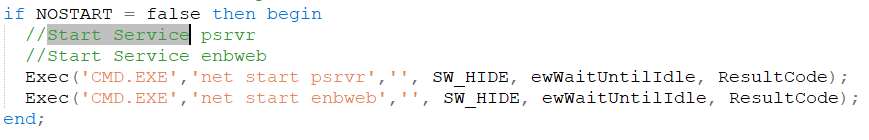 if NOSTART = false then begin
  //Start Service psrvr
  //Start Service enbweb
  Exec('CMD.EXE','net start psrvr','', SW_HIDE, ewWaitUntilIdle, ResultCode);
  Exec('CMD.EXE','net start enbweb','', SW_HIDE, ewWaitUntilIdle, ResultCode);
end;